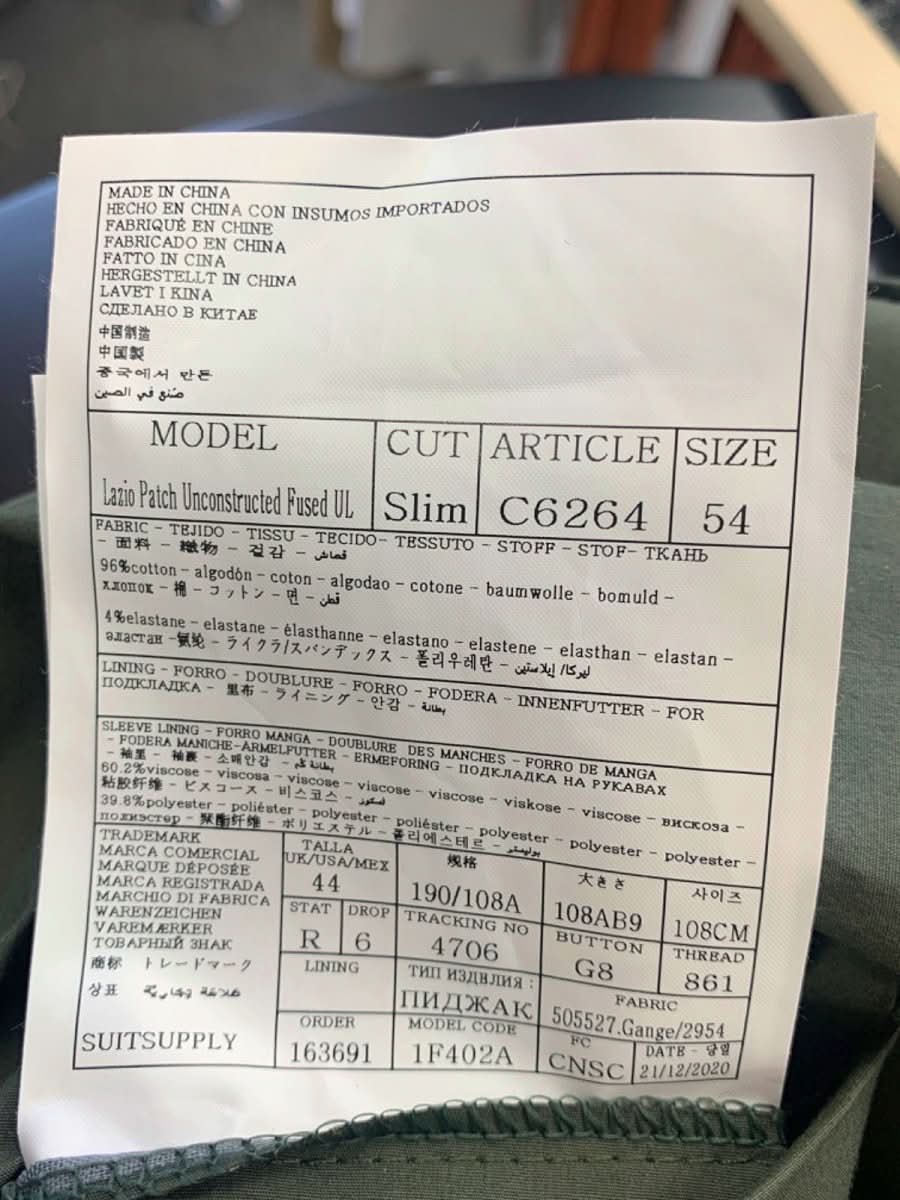 MADE IN CHINA
HECHO EN CHINA CON INSUMOS IMPORTADOS
FABRIQUÉ EN CHINE
FABRICADO EN CHINA
FATTO IN CINA
HERGESTELLT IN CHINA
LAVET I KINA
СДЕЛАНО В КИТАЕ
中国制造
中国製
중국에서 만든
صنع في الصين
MODEL CUT ARTICLE SIZE
Lazio Patch Unconstructed Fused UL Slim C6264 54
FABRIC - TEJIDO - TISSU - TECIDO- TESSUTO - STOFF - STOF- ТКАНЬ
- 面料 - 織物 - 겉감 - قماش
96%cotton - algodón - coton - algodao - cotone - baumwolle - bomuld -
хлопок - 棉 - コットン - 면 - قطن
4%elastane - elastane - élasthanne - elastano - elastene - elasthan - elastan -
эластан -氨纶 - ライクラ/スパンデックス - 폴리우레탄 - ليركا/ إيلاستين
LINING - FORRO - DOUBLURE - FORRO - FODERA - INNENFUTTER - FOR
ПОДКЛАДКА - 里布 - ライニング - 안감 - بطانة
SLEEVE LINING - FORRO MANGA - DOUBLURE DES MANCHES - FORRO DE MANGA
- FODERA MANICHE-ARMELFUTTER - ERMEFORING - ПОДКЛАДКА НА РУКАВАХ
- 袖里 - 袖裏 - 소매안감 - بطانة كم
60.2%viscose - viscosa - viscose - viscose - viscose - viskose - viscose - вискоза -
粘胶纤维 - ビスコース - 비스코스 -
39.8%polyester - poliéster - polyester - poliéster - polyester - polyester - polyester -
полиэстер - 聚酯纤维 - ポリエステル - 폴리에스테르 - بوليستر
TRADEMARK
MARCA COMERCIAL
MARQUE DÉPOSÉE
MARCA REGISTRADA
MARCHIO DI FABRICA
WARENZEICHEN
VAREMÆRKER
ТОВАРНЫЙ ЗНАК
商标 トレードマーク
상표 علامة تجارية
SUITSUPPLY
TALLA
UK/USA/MEX
44
规格
190/108A
大きさ
108AB9
사이즈
108CM
STAT DROP
R 6
TRACKING NO
4706
BUTTON
G8
THREAD
861
LINING
ТИП ИЗДВЛИЯ :
ПИДЖАК
FABRIC
505527.Gange/2954
ORDER
163691
MODEL CODE
1F402A
FC
CNSC
DATE - 당일
21/12/2020